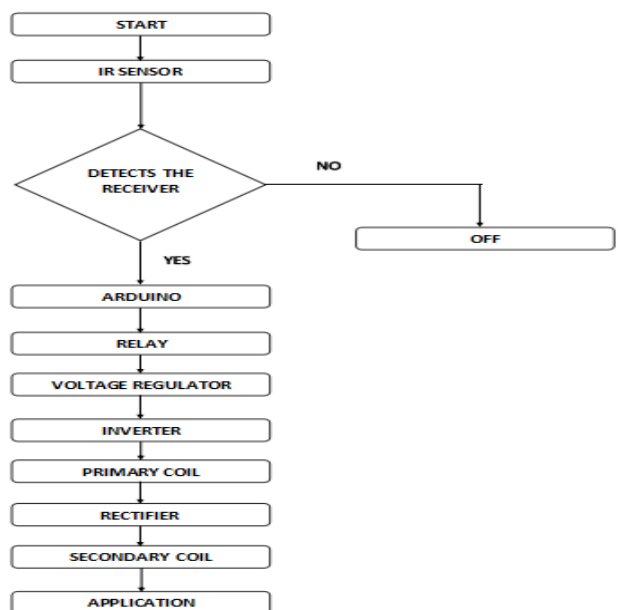 START
IR SENSOR
DETECTS THE
RECEIVER
NO
OFF
YES
ARDUINO
RELAY
VOLTAGE REGULATOR
INVERTER
PRIMARY COIL
RECTIFIER
SECONDARY COIL
APPLICATION